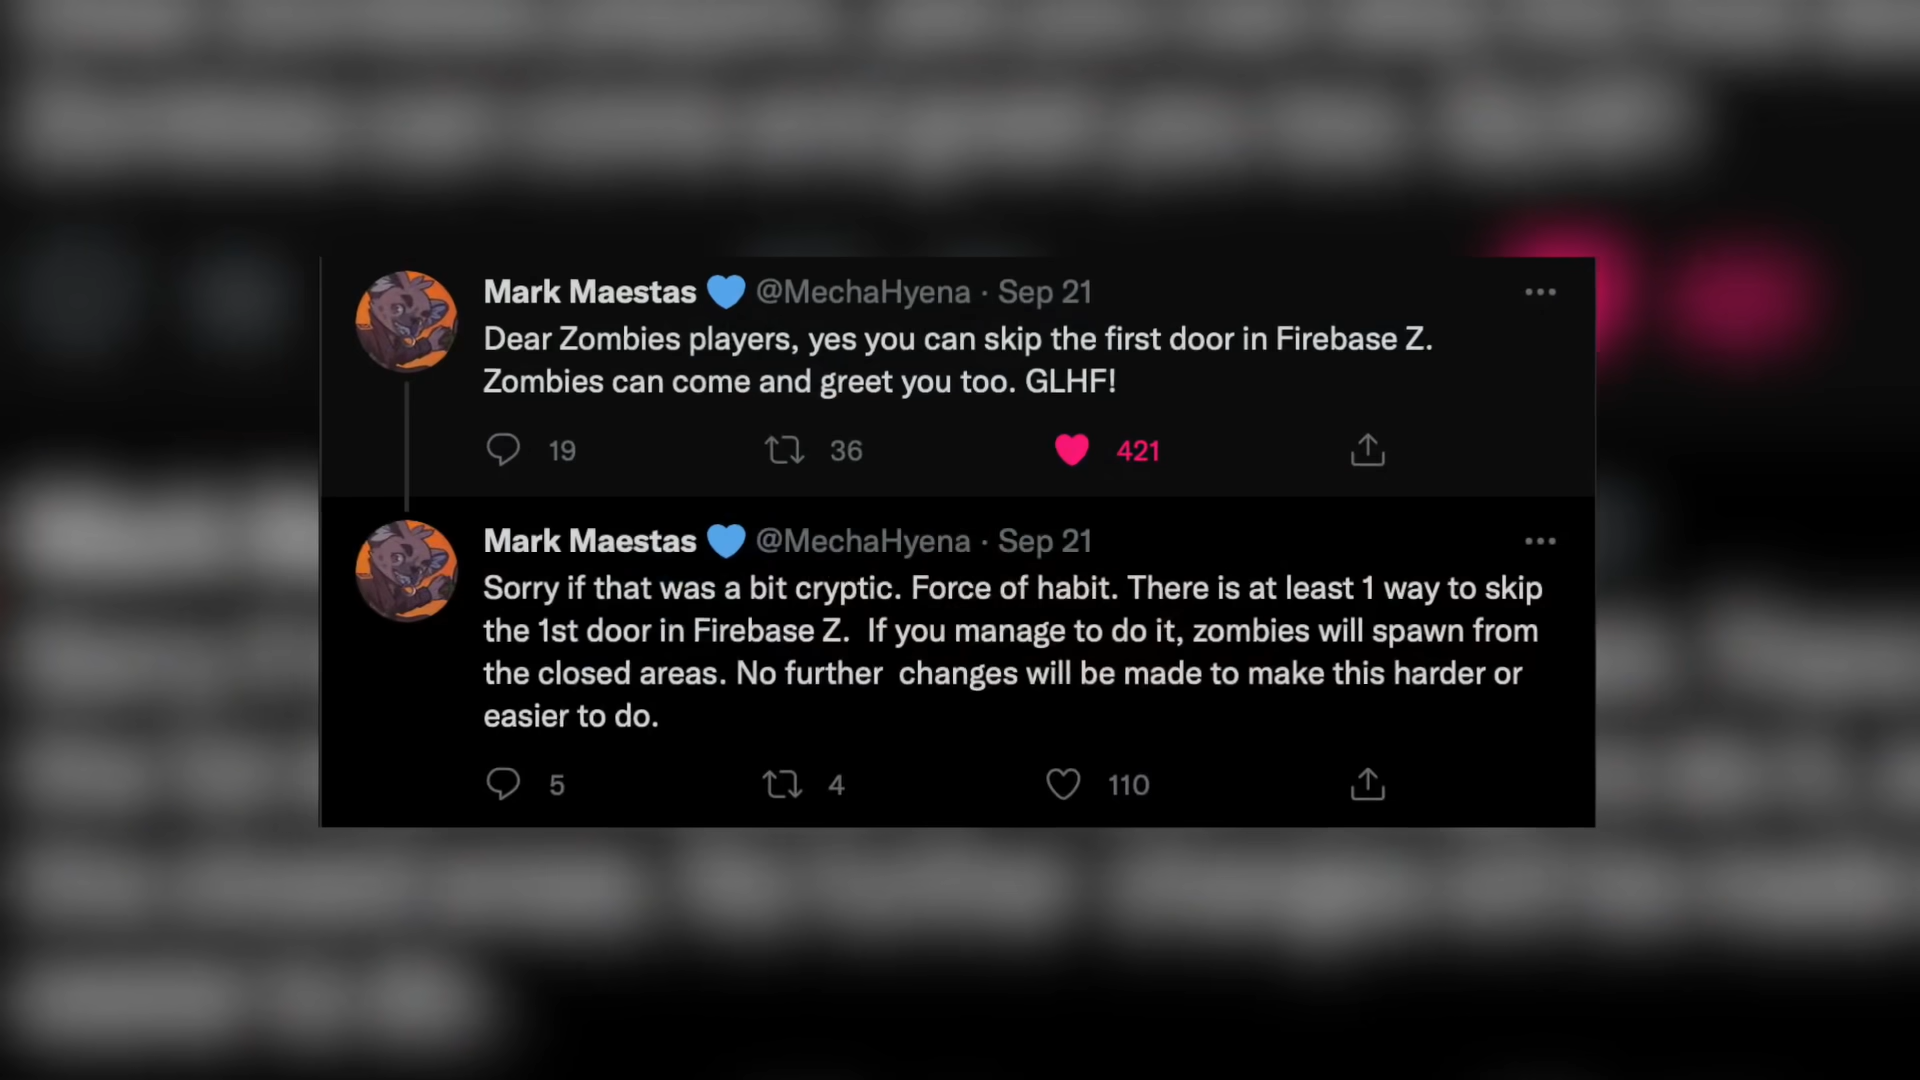 Mark Maestas 💙 @MechaHyena · Sep 21
Dear Zombies players, yes you can skip the first door in Firebase Z.
Zombies can come and greet you too. GLHF!
19 36 421
Mark Maestas 💙 @MechaHyena · Sep 21
Sorry if that was a bit cryptic. Force of habit. There is at least 1 way to skip
the 1st door in Firebase Z.  If you manage to do it, zombies will spawn from
the closed areas. No further  changes will be made to make this harder or
easier to do.
5 4 110